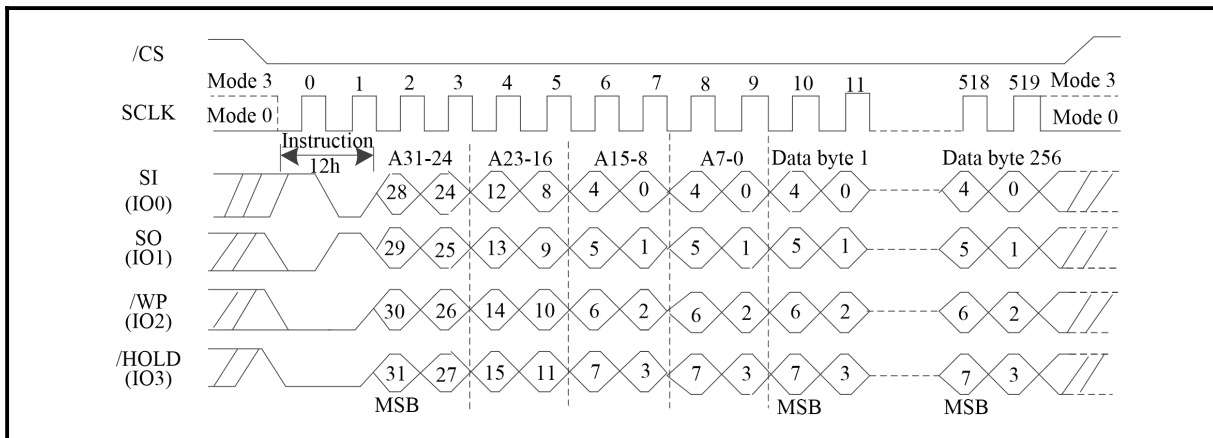 /CS
Mode 3 0 1 2 3 4 5 6 7 8 9 10 11 518 519 Mode 3
SCLK Mode 0 Mode 0
Instruction
12h A31-24 A23-16 A15-8 A7-0 Data byte 1 Data byte 256
SI
(IO0) 28 24 12 8 4 0 4 0 4 0 4 0
SO
(IO1) 29 25 13 9 5 1 5 1 5 1 5 1
/WP
(IO2) 30 26 14 10 6 2 6 2 6 2 6 2
/HOLD
(IO3) 31 27 15 11 7 3 7 3 7 3 7 3
MSB MSB MSB